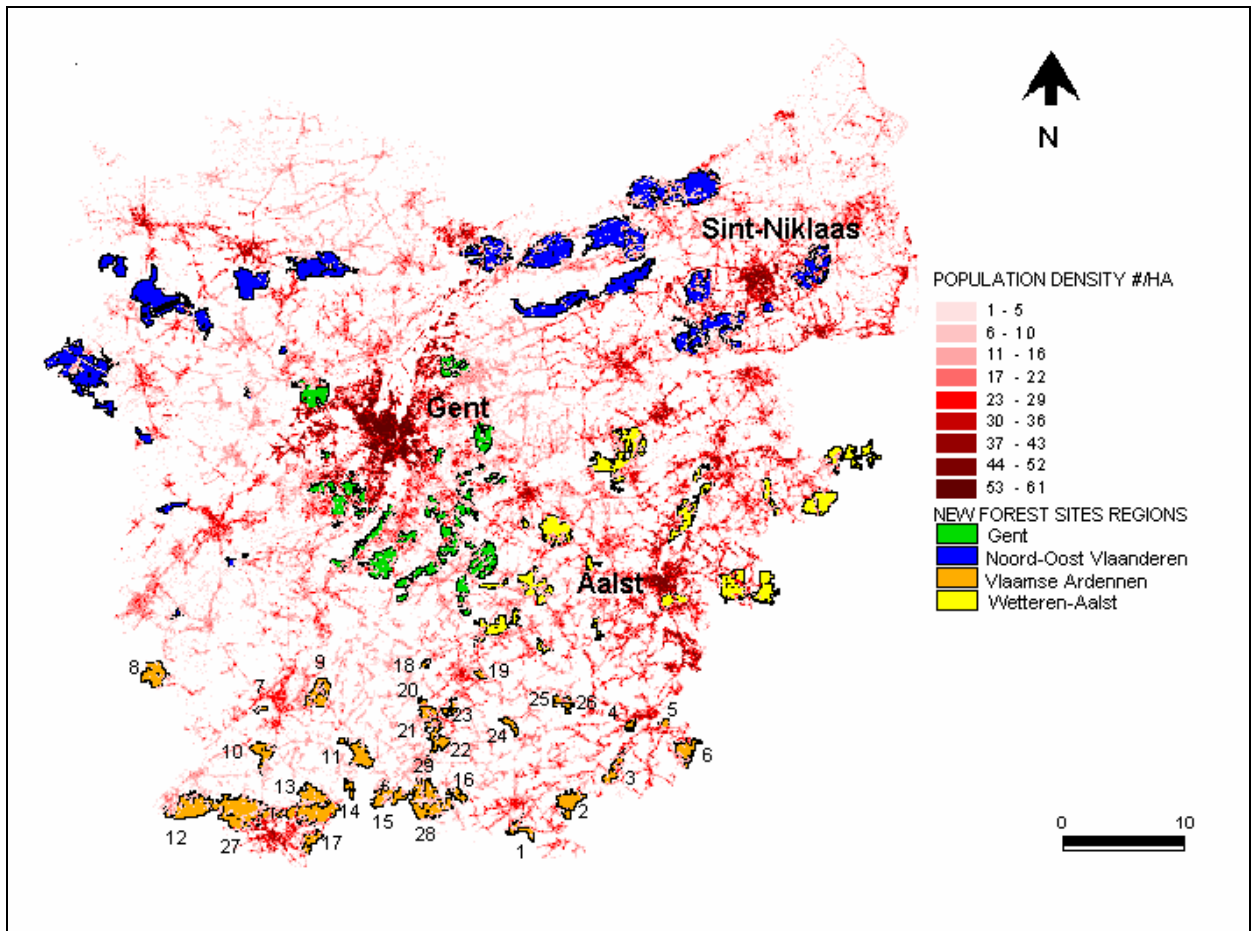 N
Sint-Niklaas
Gent
Aalst
POPULATION DENSITY #/HA
1 - 5
6 - 10
11 - 16
17 - 22
23 - 29
30 - 36
37 - 43
44 - 52
53 - 61
NEW FOREST SITES REGIONS
Gent
Noord-Oost Vlaanderen
Vlaamse Ardennen
Wetteren-Aalst
8
9
18
19
7
20
25
26
23
4
5
21
24
10
11
22
6
29
3
13
16
14
12
15
2
27
17
28
1
0 10